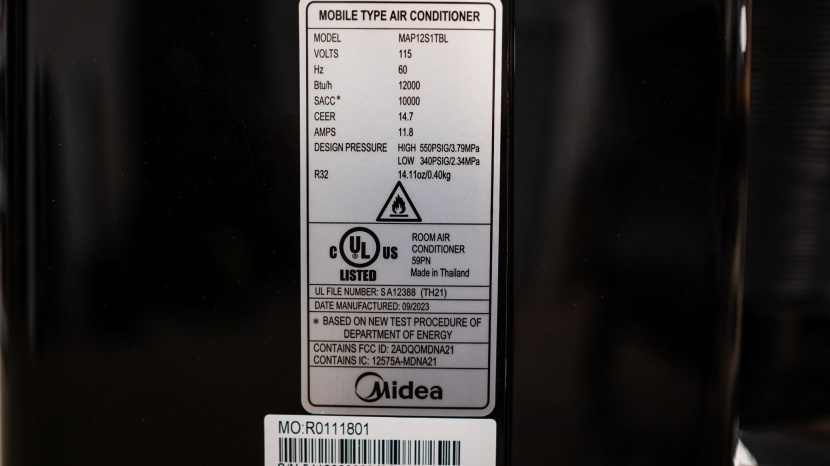 MOBILE TYPE AIR CONDITIONER
MODEL MAP12S1TBL
VOLTS 115
Hz 60
Btu/h 12000
SACC* 10000
CEER 14.7
AMPS 11.8
DESIGN PRESSURE HIGH 550PSIG/3.79MPa
LOW 340PSIG/2.34MPa
R32 14.11oz/0.40kg
C UL US
®
LISTED
ROOM AIR
CONDITIONER
59PN
Made in Thailand
UL FILE NUMBER: SA12388 (TH21)
DATE MANUFACTURED: 09/2023
* BASED ON NEW TEST PROCEDURE OF
DEPARTMENT OF ENERGY
CONTAINS FCC ID: 2ADQOMDNA21
CONTAINS IC: 12575A-MDNA21
Midea
MO:R0111801